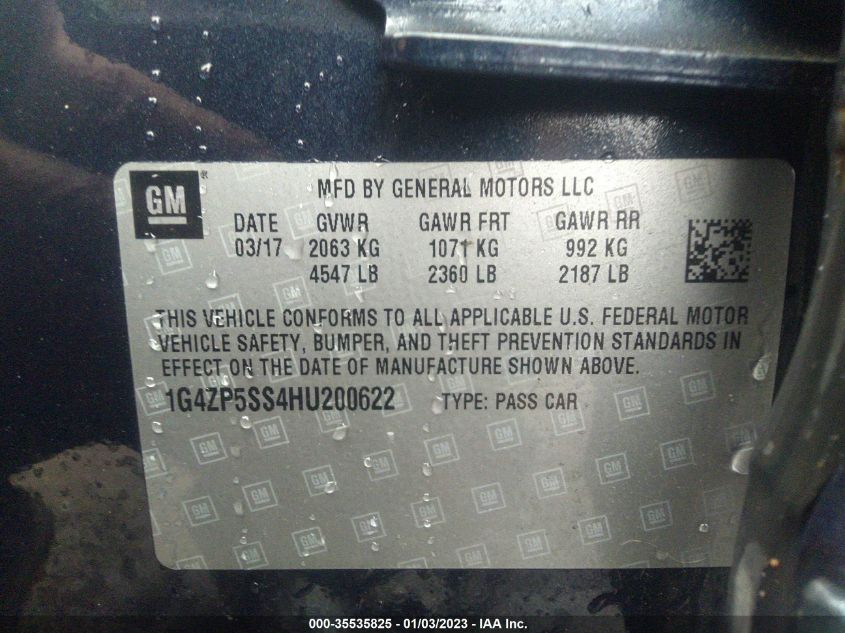 GM ®
MFD BY GENERAL MOTORS LLC
DATE GVWR GAWR FRT GAWR RR
03/17 2063 KG 1071 KG 992 KG
4547 LB 2360 LB 2187 LB
THIS VEHICLE CONFORMS TO ALL APPLICABLE U.S. FEDERAL MOTOR
VEHICLE SAFETY, BUMPER, AND THEFT PREVENTION STANDARDS IN
EFFECT ON THE DATE OF MANUFACTURE SHOWN ABOVE.
1G4ZP5SS4HU200622 TYPE: PASS CAR
000-35535825 - 01/03/2023 - IAA Inc.